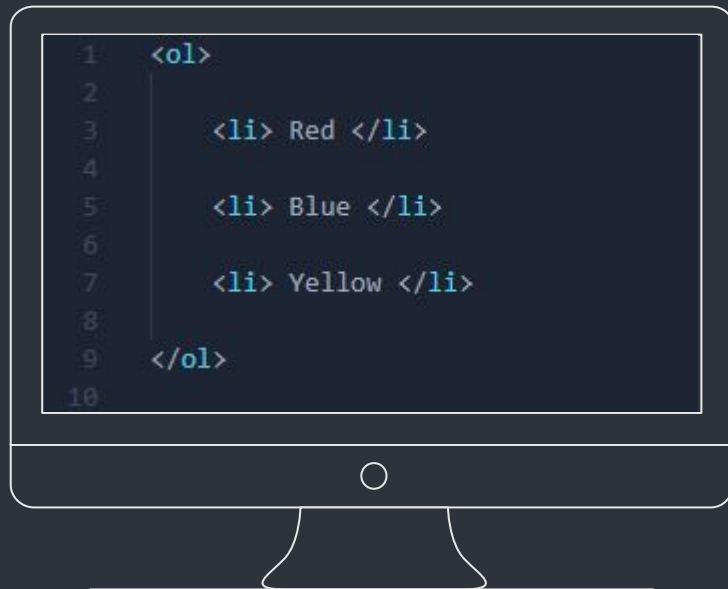 1 <ol>
2
3 <li> Red </li>
4
5 <li> Blue </li>
6
7 <li> Yellow </li>
8
9 </ol>
10